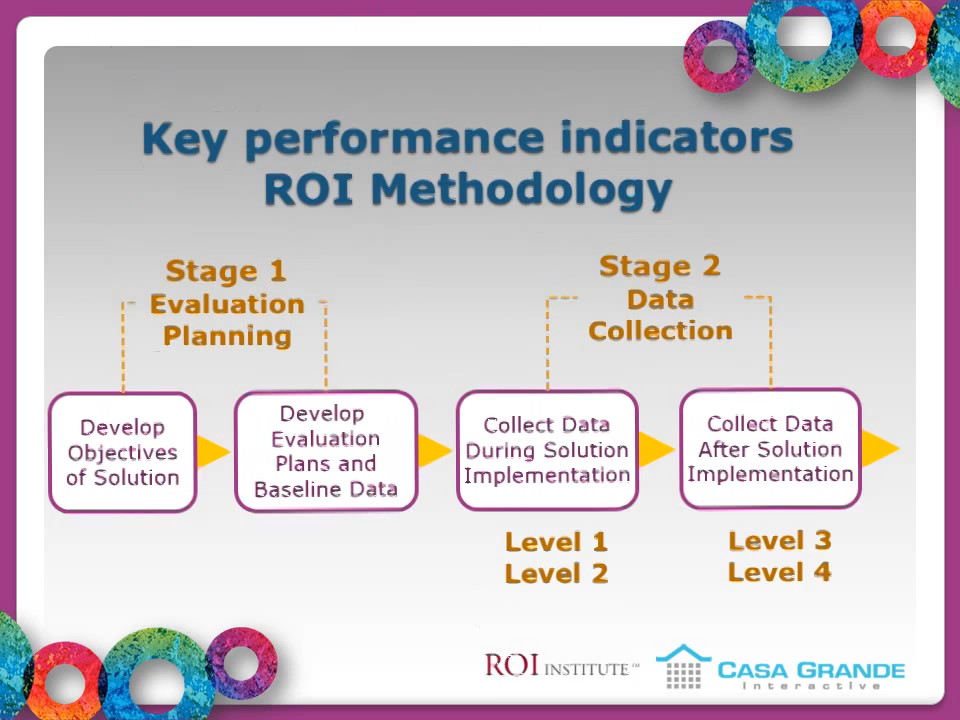 Key performance indicators
ROI Methodology
Stage 1
Evaluation
Planning
Stage 2
Data
Collection
Develop
Objectives
of Solution
Develop
Evaluation
Plans and
Baseline Data
Collect Data
During Solution
Implementation
Collect Data
After Solution
Implementation
Level 1
Level 2
Level 3
Level 4
ROI INSTITUTE™
CASA GRANDE
Interactive